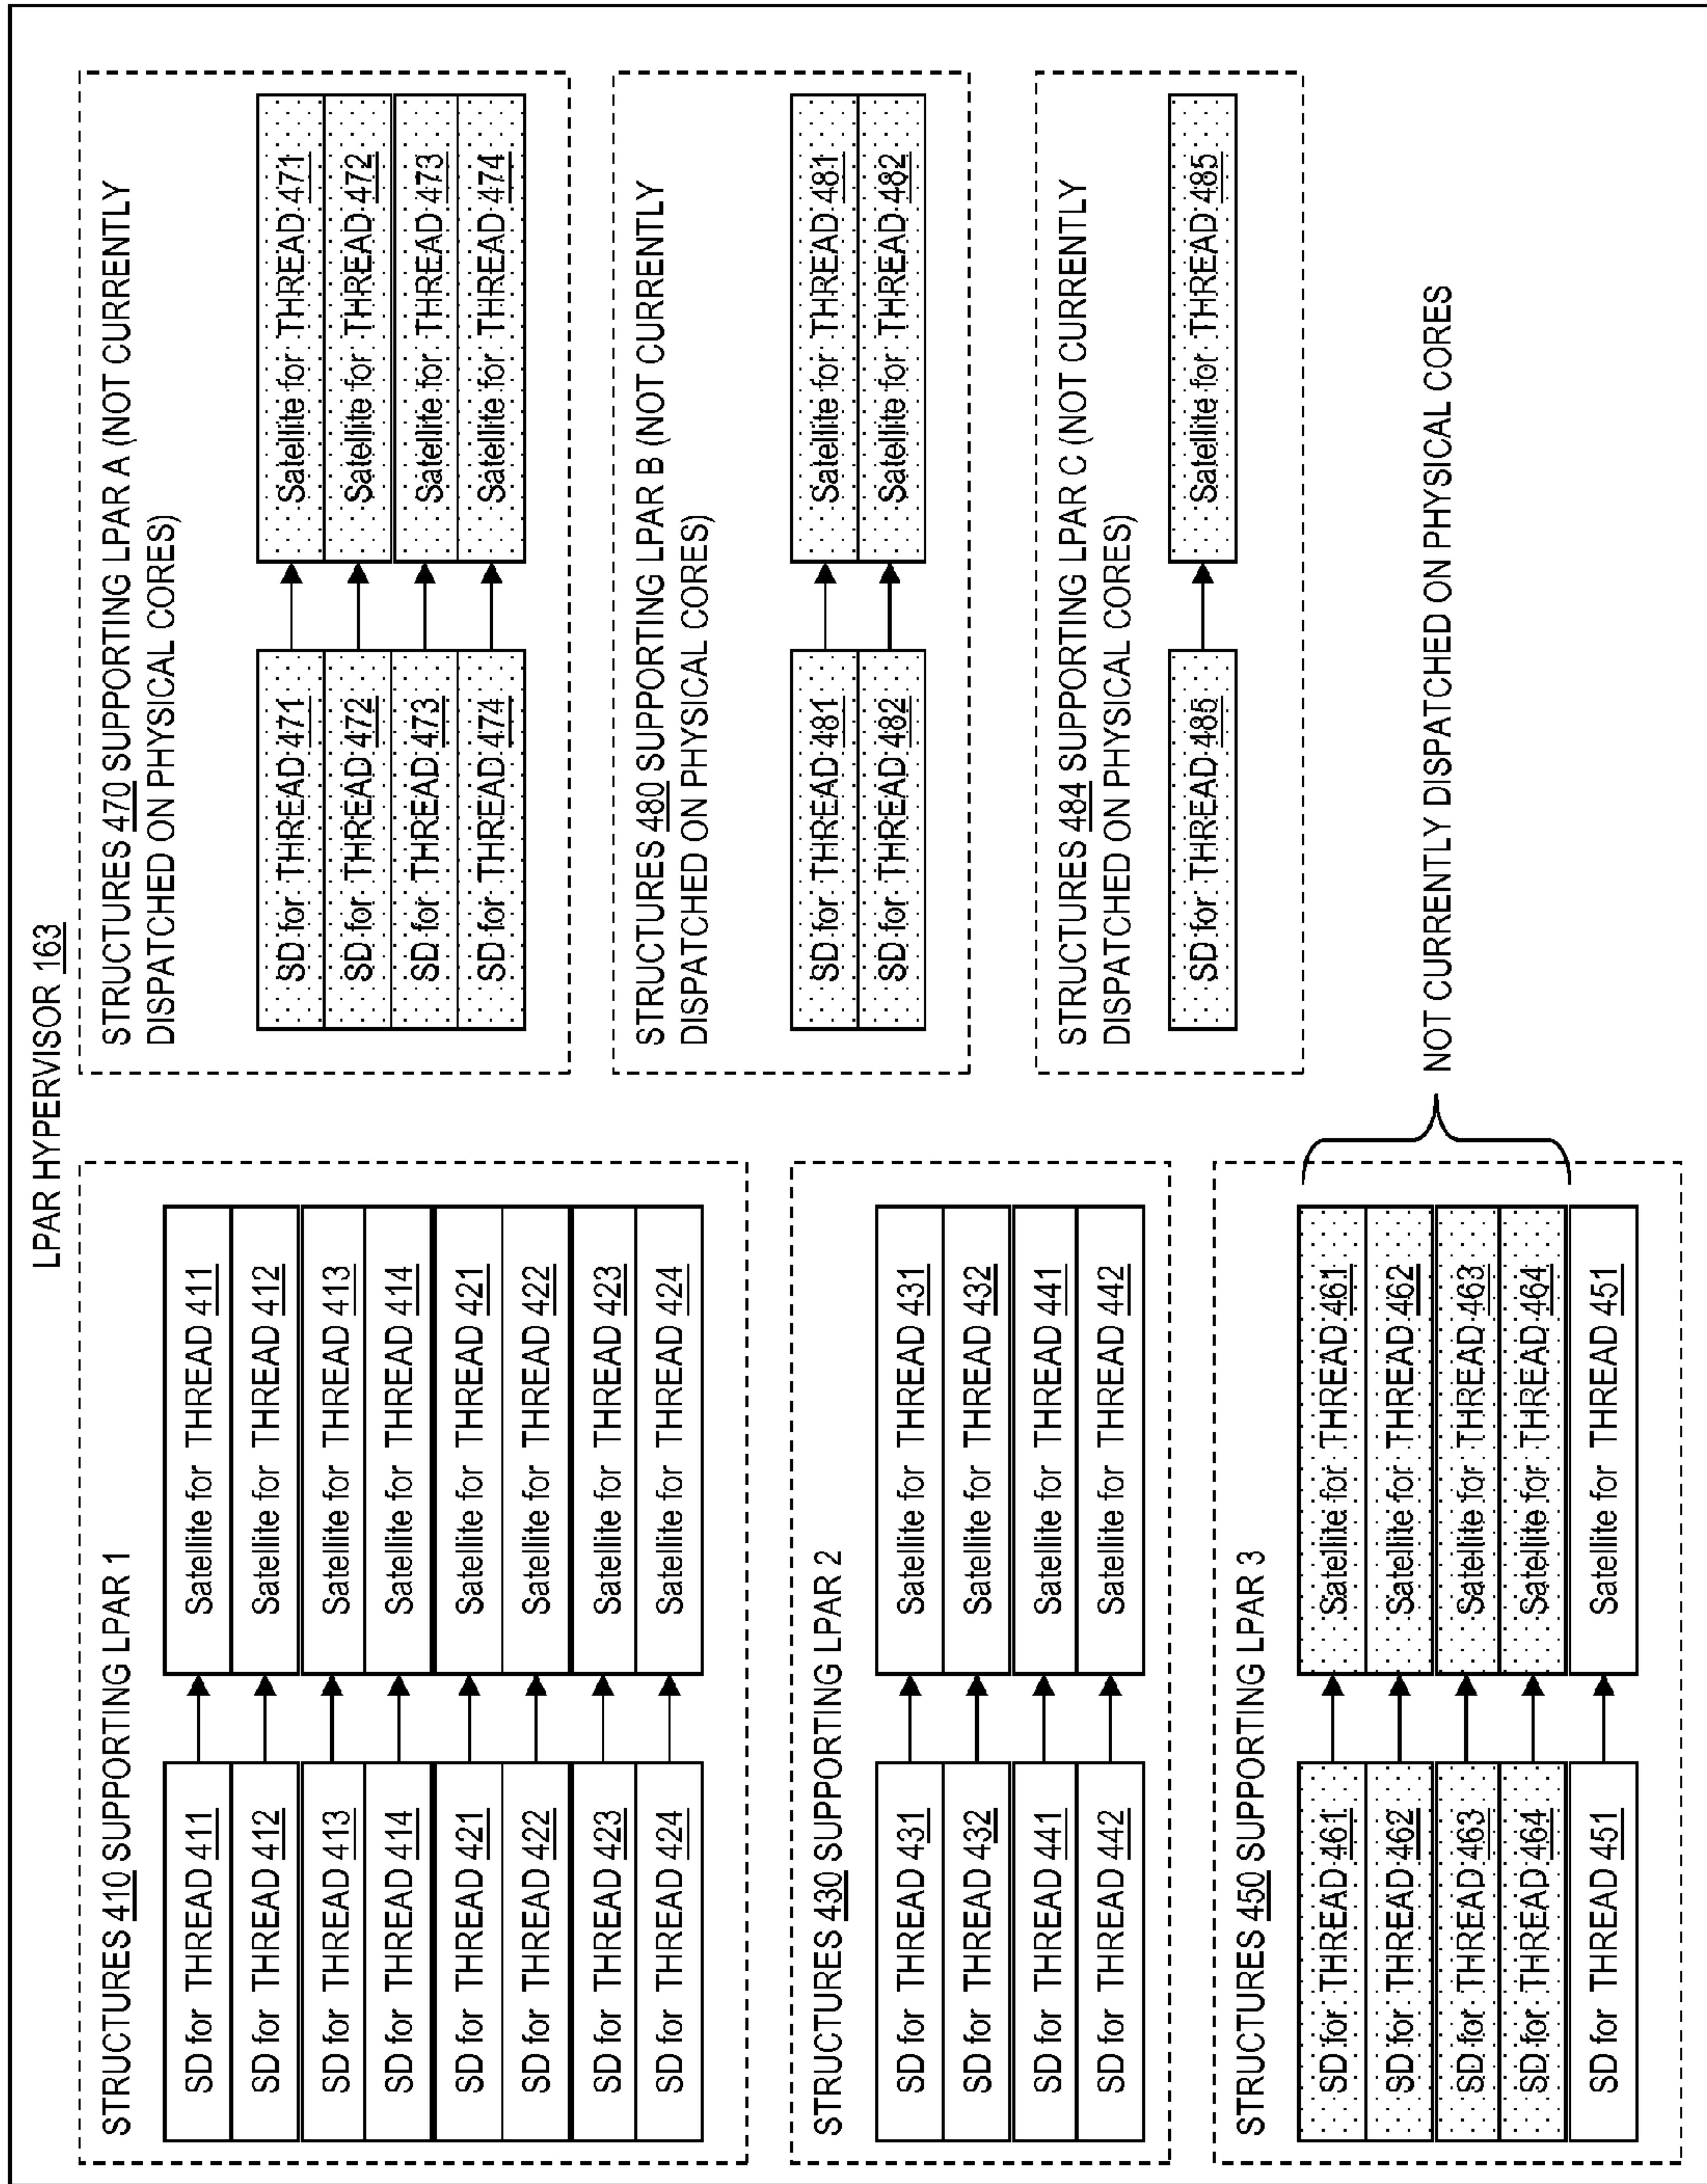 LPAR HYPERVISOR 163
STRUCTURES 410 SUPPORTING LPAR 1
SD for THREAD 411
Satellite for THREAD 411
SD for THREAD 412
Satellite for THREAD 412
SD for THREAD 413
Satellite for THREAD 413
SD for THREAD 414
Satellite for THREAD 414
SD for THREAD 421
Satellite for THREAD 421
SD for THREAD 422
Satellite for THREAD 422
SD for THREAD 423
Satellite for THREAD 423
SD for THREAD 424
Satellite for THREAD 424
STRUCTURES 430 SUPPORTING LPAR 2
SD for THREAD 431
Satellite for THREAD 431
SD for THREAD 432
Satellite for THREAD 432
SD for THREAD 441
Satellite for THREAD 441
SD for THREAD 442
Satellite for THREAD 442
STRUCTURES 450 SUPPORTING LPAR 3
SD for THREAD 461
Satellite for THREAD 461
SD for THREAD 462
Satellite for THREAD 462
SD for THREAD 463
Satellite for THREAD 463
SD for THREAD 464
Satellite for THREAD 464
SD for THREAD 451
Satellite for THREAD 451
STRUCTURES 470 SUPPORTING LPAR A (NOT CURRENTLY
DISPATCHED ON PHYSICAL CORES)
SD for THREAD 471
Satellite for THREAD 471
SD for THREAD 472
Satellite for THREAD 472
SD for THREAD 473
Satellite for THREAD 473
SD for THREAD 474
Satellite for THREAD 474
STRUCTURES 480 SUPPORTING LPAR B (NOT CURRENTLY
DISPATCHED ON PHYSICAL CORES)
SD for THREAD 481
Satellite for THREAD 481
SD for THREAD 482
Satellite for THREAD 482
STRUCTURES 484 SUPPORTING LPAR C (NOT CURRENTLY
DISPATCHED ON PHYSICAL CORES)
SD for THREAD 485
Satellite for THREAD 485
NOT CURRENTLY DISPATCHED ON PHYSICAL CORES